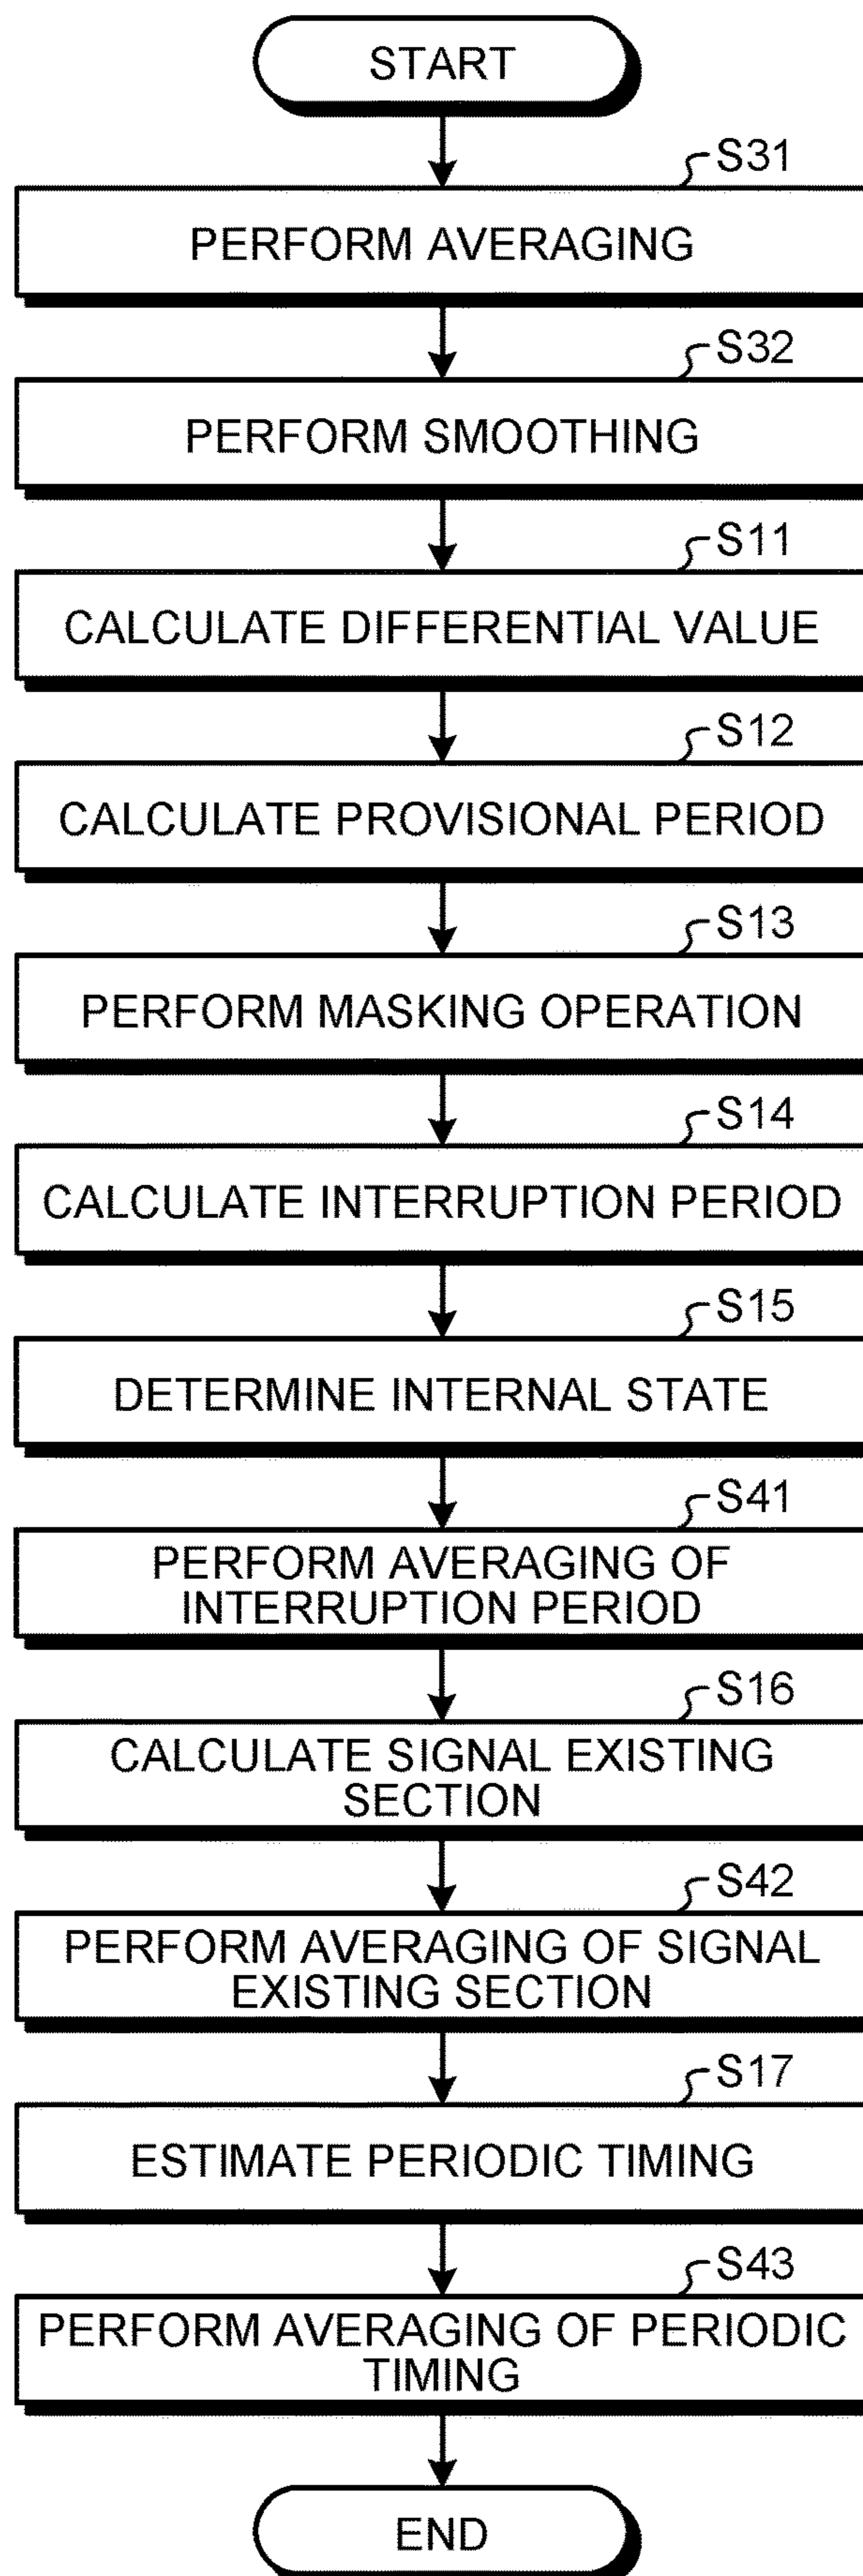 START
S31
PERFORM AVERAGING
S32
PERFORM SMOOTHING
S11
CALCULATE DIFFERENTIAL VALUE
S12
CALCULATE PROVISIONAL PERIOD
S13
PERFORM MASKING OPERATION
S14
CALCULATE INTERRUPTION PERIOD
S15
DETERMINE INTERNAL STATE
S41
PERFORM AVERAGING OF
INTERRUPTION PERIOD
S16
CALCULATE SIGNAL EXISTING
SECTION
S42
PERFORM AVERAGING OF SIGNAL
EXISTING SECTION
S17
ESTIMATE PERIODIC TIMING
S43
PERFORM AVERAGING OF PERIODIC
TIMING
END